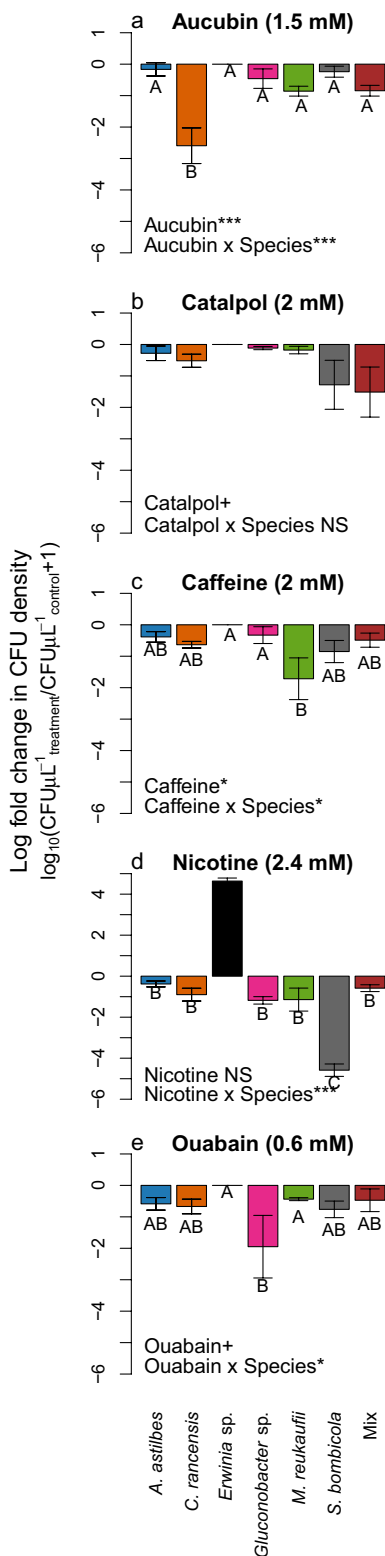 Log fold change in CFU density
log₁₀(CFUµL⁻¹ treatment/CFUµL⁻¹ control+1)
a Aucubin (1.5 mM)
1
0
−2
−4
−6
A B A A A A A
Aucubin***
Aucubin x Species***
b Catalpol (2 mM)
1
0
−2
−4
−6
Catalpol+
Catalpol x Species NS
c Caffeine (2 mM)
1
0
−2
−4
−6
AB AB A A B AB AB
Caffeine*
Caffeine x Species*
d Nicotine (2.4 mM)
4
2
0
−2
−4
−6
B B B B C B
Nicotine NS
Nicotine x Species***
e Ouabain (0.6 mM)
1
0
−2
−4
−6
AB AB A B A AB AB
Ouabain+
Ouabain x Species*
A. astilbes
C. rancensis
Erwinia sp.
Gluconobacter sp.
M. reukaufii
S. bombicola
Mix